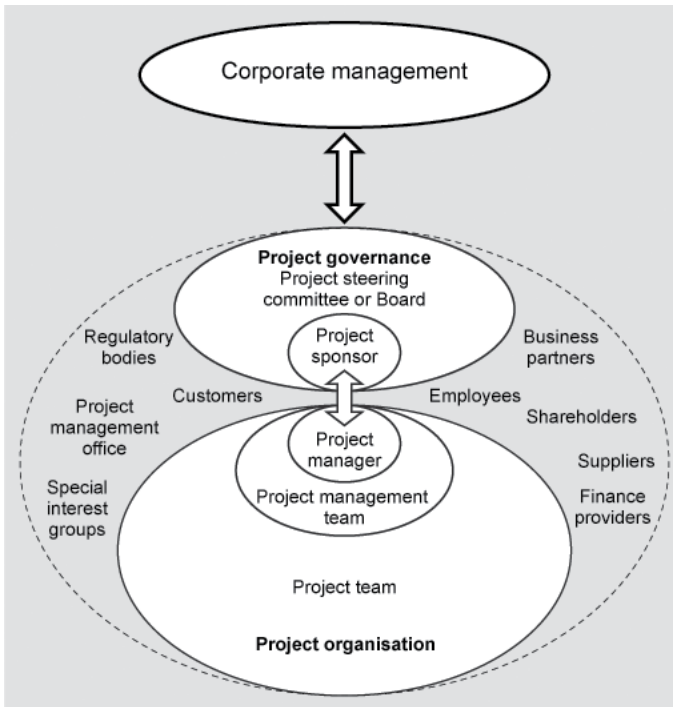 Corporate management
Project governance
Project steering
committee or Board
Project
sponsor
Regulatory
bodies
Business
partners
Customers
Employees
Project
management
office
Shareholders
Project
manager
Suppliers
Special
interest
groups
Project management
team
Finance
providers
Project team
Project organisation